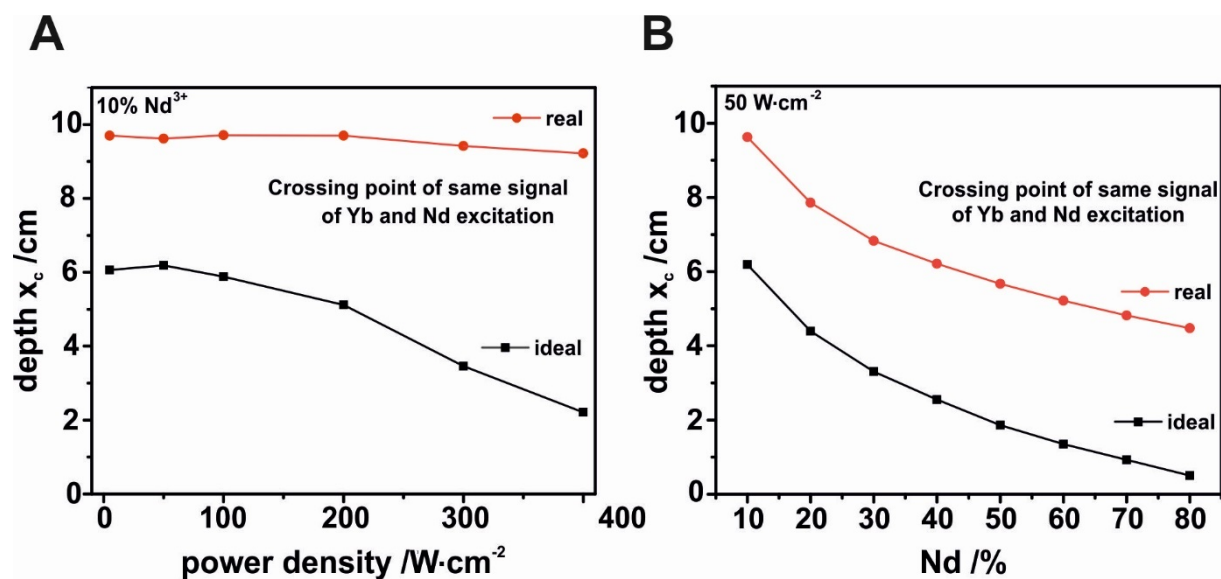 A
10% Nd³⁺
real
Crossing point of same signal
of Yb and Nd excitation
ideal
depth x_c /cm
10
8
6
4
2
0
0 100 200 300 400
power density /W·cm⁻²
B
50 W·cm⁻²
Crossing point of same signal
of Yb and Nd excitation
real
ideal
depth x_c /cm
10
8
6
4
2
0
10 20 30 40 50 60 70 80
Nd /%